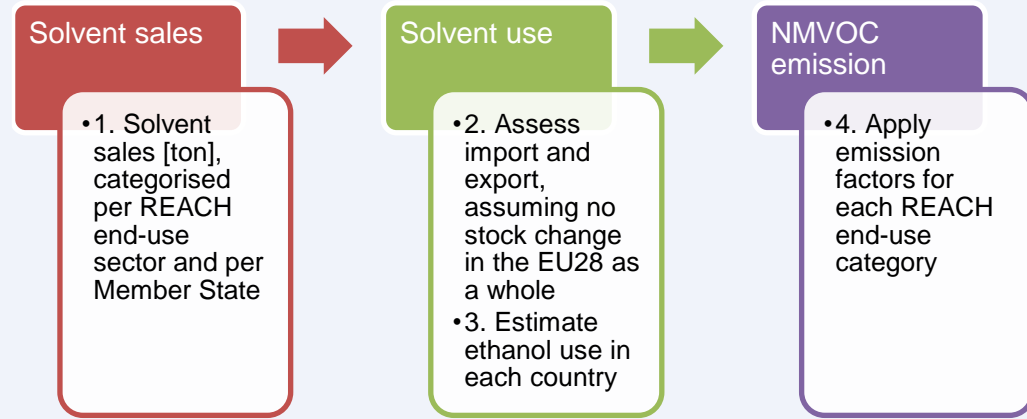 Solvent sales
•1. Solvent
sales [ton],
categorised
per REACH
end-use
sector and per
Member State
Solvent use
•2. Assess
import and
export,
assuming no
stock change
in the EU28 as
a whole
•3. Estimate
ethanol use in
each country
NMVOC
emission
•4. Apply
emission
factors for
each REACH
end-use
category